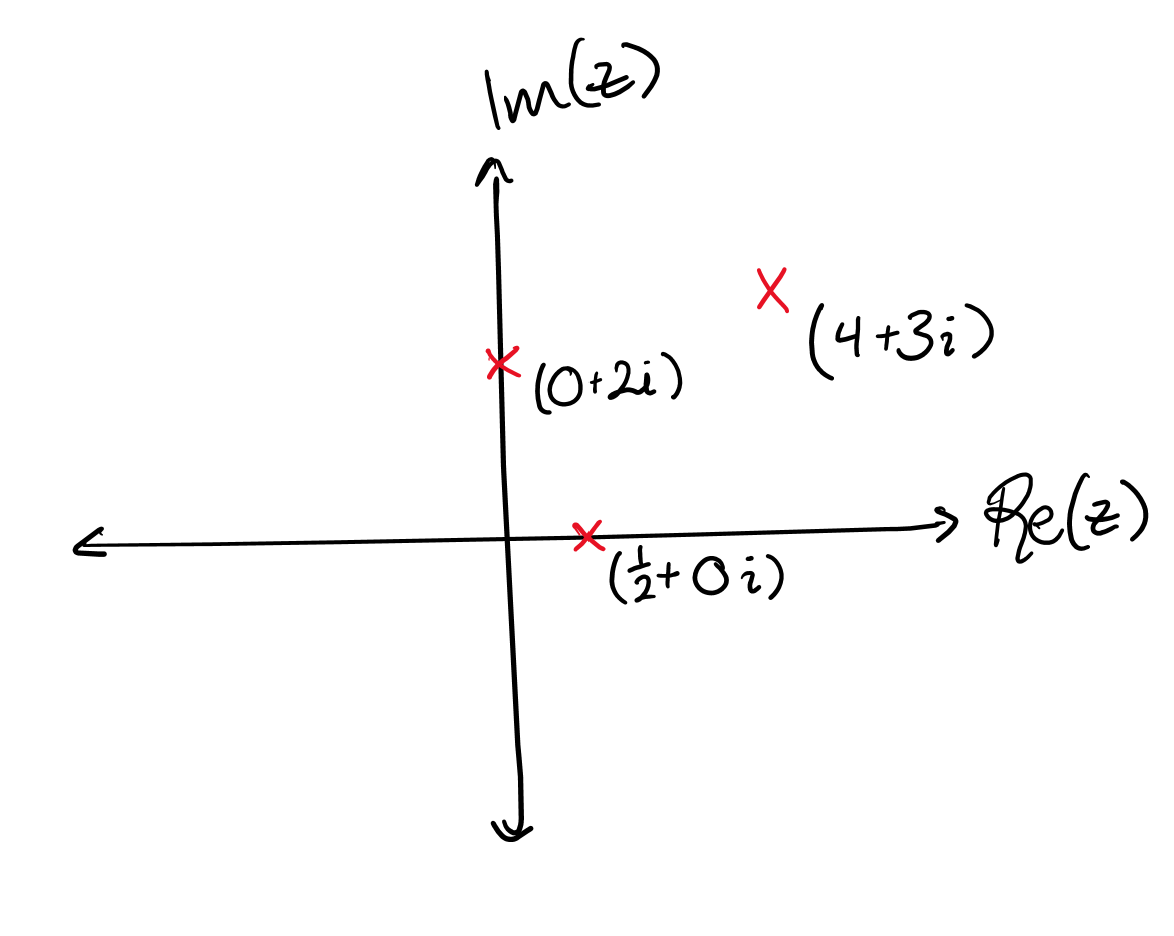 Im(z)
(4+3i)
(0+2i)
Re(z)
(½+0i)